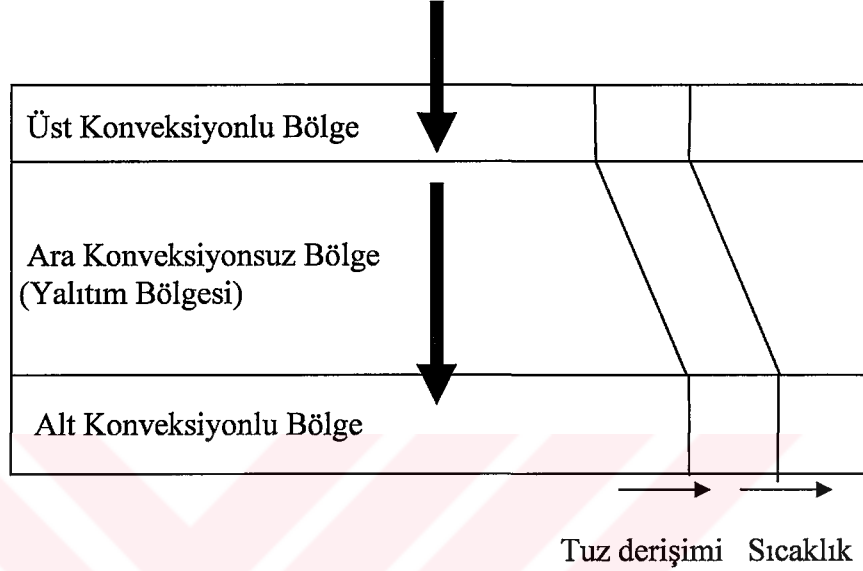 Üst Konveksiyonlu Bölge
Ara Konveksiyonsuz Bölge
(Yalıtım Bölgesi)
Alt Konveksiyonlu Bölge
Tuz derişimi Sıcaklık